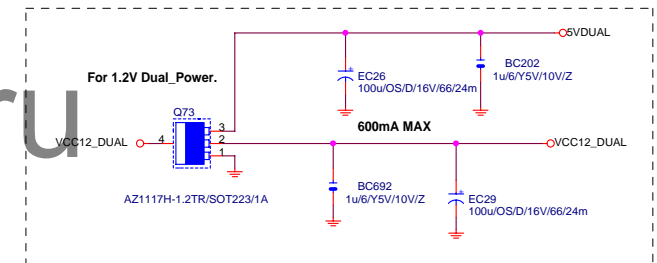 5VDUAL
EC26
100u/OS/D/16V/66/24m
BC202
1u/6/Y5V/10V/Z
For 1.2V Dual_Power.
Q73
3
2
1
4
VCC12_DUAL
600mA MAX
VCC12_DUAL
AZ1117H-1.2TR/SOT223/1A
BC692
1u/6/Y5V/10V/Z
EC29
100u/OS/D/16V/66/24m
ru